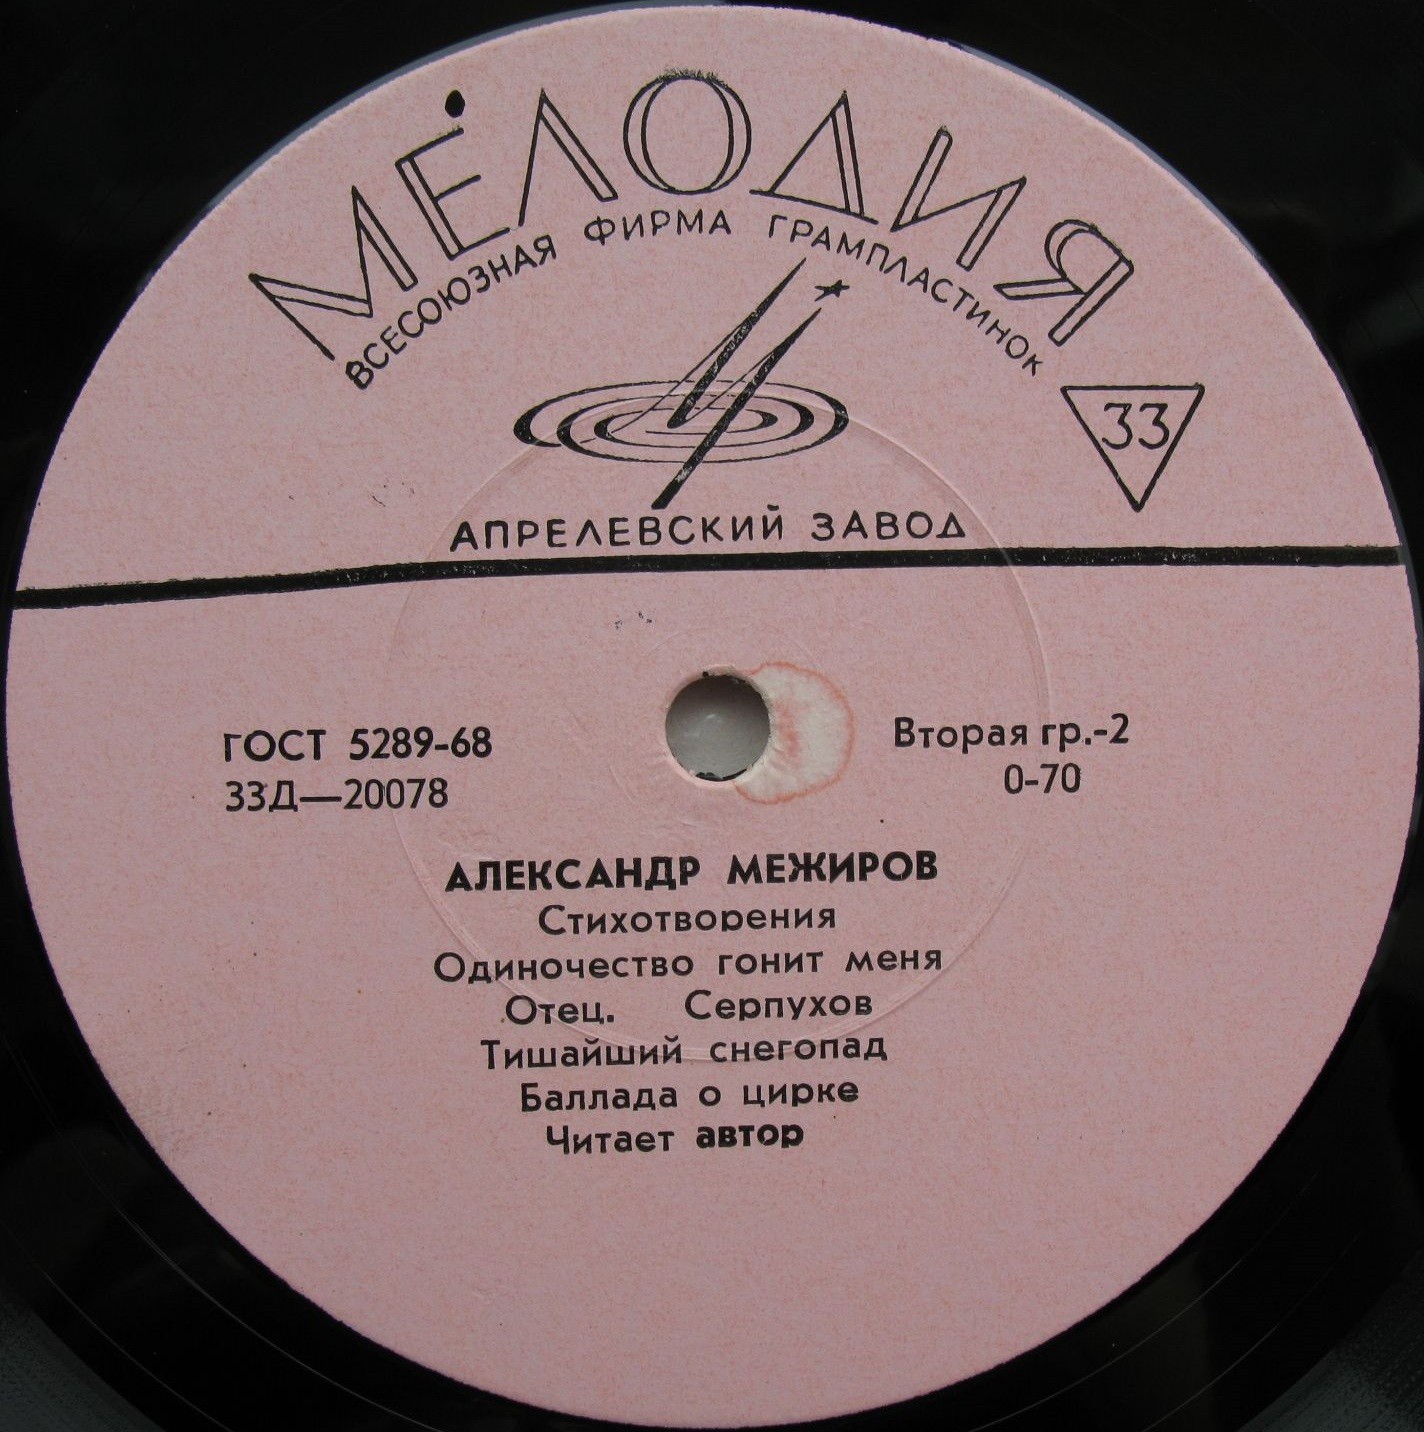 МЕЛОДИЯ
ВСЕСОЮЗНАЯ ФИРМА ГРАМПЛАСТИНОК
33
АПРЕЛЕВСКИЙ ЗАВОД
ГОСТ 5289-68
33Д—20078
Вторая гр.-2
0-70
АЛЕКСАНДР МЕЖИРОВ
Стихотворения
Одиночество гонит меня
Отец. Серпухов
Тишайший снегопад
Баллада о цирке
Читает автор